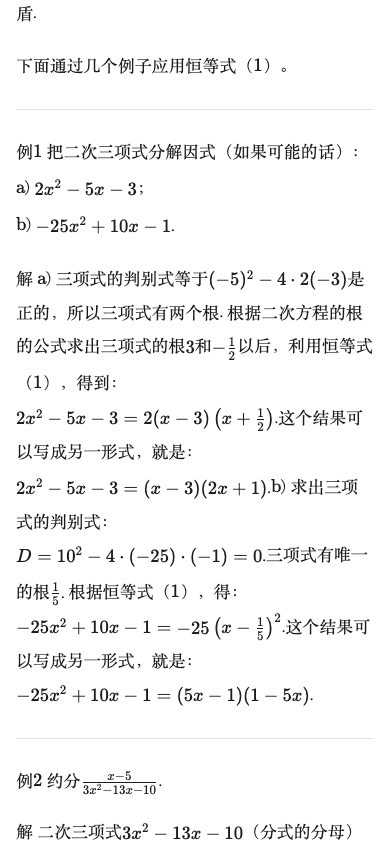 盾.
下面通过几个例子应用恒等式（1）。
例1 把二次三项式分解因式（如果可能的话）：
a) 2x² − 5x − 3;
b) −25x² + 10x − 1.
解 a) 三项式的判别式等于(−5)² − 4 · 2(−3)是
正的，所以三项式有两个根. 根据二次方程的根
的公式求出三项式的根3和−1/2以后，利用恒等式
（1），得到：
2x² − 5x − 3 = 2(x − 3)(x + 1/2).这个结果可
以写成另一形式，就是：
2x² − 5x − 3 = (x − 3)(2x + 1).b) 求出三项
式的判别式：
D = 10² − 4 · (−25) · (−1) = 0.三项式有唯一
的根1/5. 根据恒等式（1），得：
−25x² + 10x − 1 = −25(x − 1/5)².这个结果可
以写成另一形式，就是：
−25x² + 10x − 1 = (5x − 1)(1 − 5x).
例2 约分 (x−5)/(3x²−13x−10).
解 二次三项式3x² − 13x − 10（分式的分母）